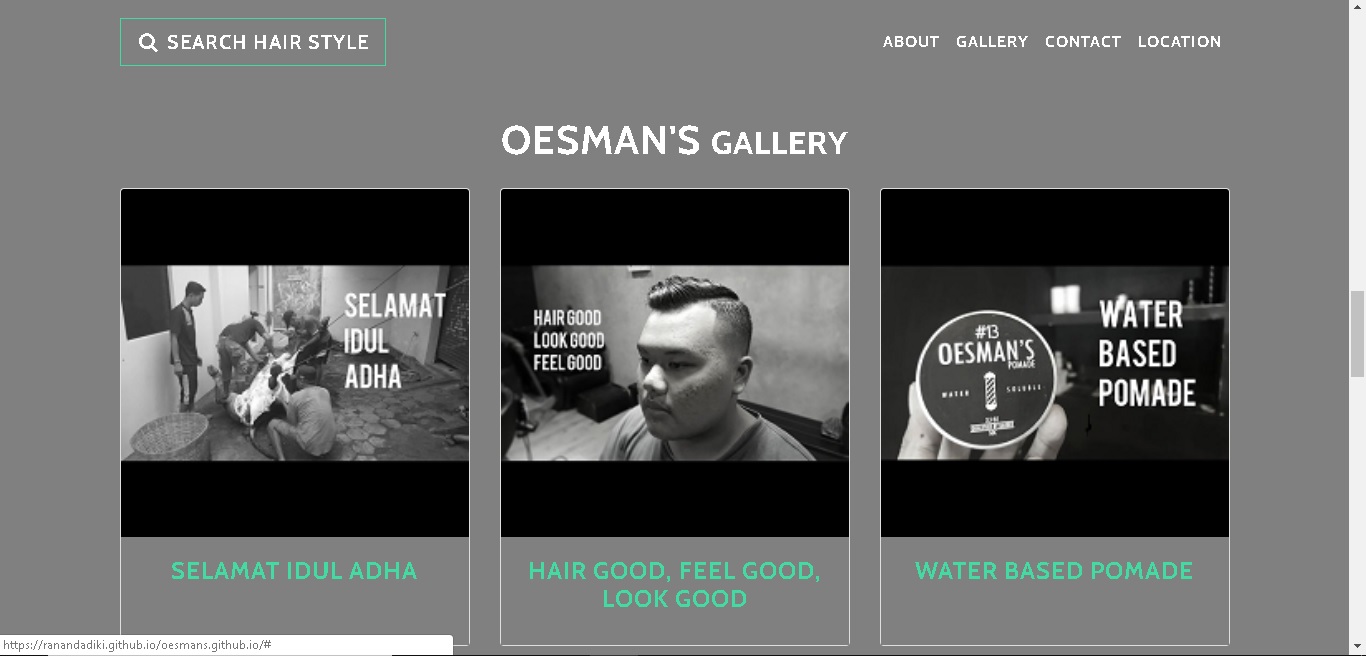 SEARCH HAIR STYLE
ABOUT GALLERY CONTACT LOCATION
OESMAN'S GALLERY
SELAMAT
IDUL
ADHA
HAIR GOOD
LOOK GOOD
FEEL GOOD
#13
OESMAN'S
POMADE
WATER SOLUBLE
WATER
BASED
POMADE
SELAMAT IDUL ADHA
HAIR GOOD, FEEL GOOD,
LOOK GOOD
WATER BASED POMADE
https://ranandadiki.github.io/oesmans.github.io/#